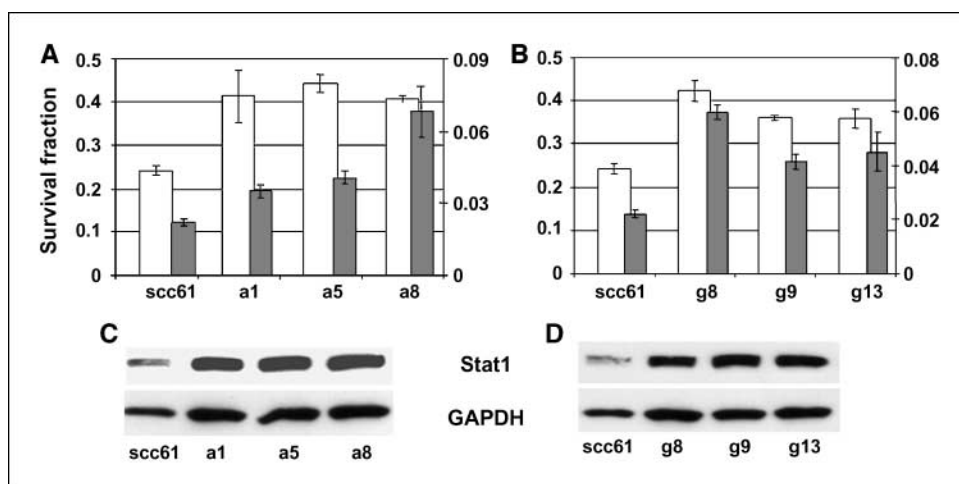 A
B
Survival fraction
0.5
0.4
0.3
0.2
0.1
0
0.09
0.06
0.03
0
scc61 a1 a5 a8
0.5
0.4
0.3
0.2
0.1
0
0.08
0.06
0.04
0.02
0
scc61 g8 g9 g13
C
D
Stat1
GAPDH
scc61 a1 a5 a8
scc61 g8 g9 g13